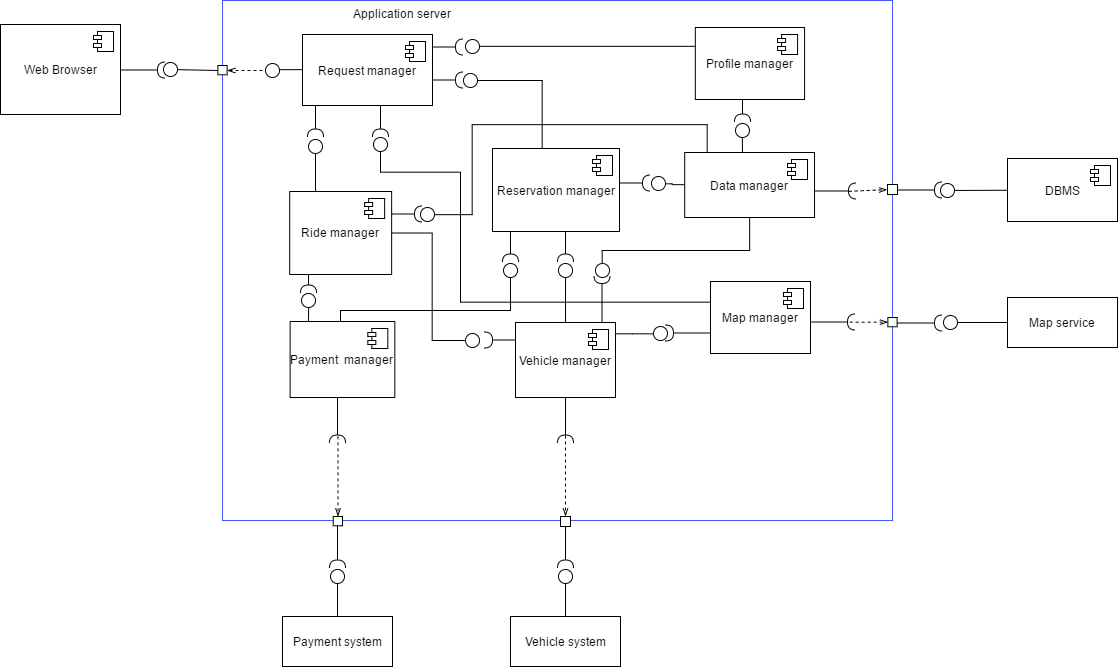 Application server
Web Browser
Request manager
Profile manager
Reservation manager
Data manager
DBMS
Ride manager
Map manager
Map service
Payment  manager
Vehicle manager
Payment system
Vehicle system